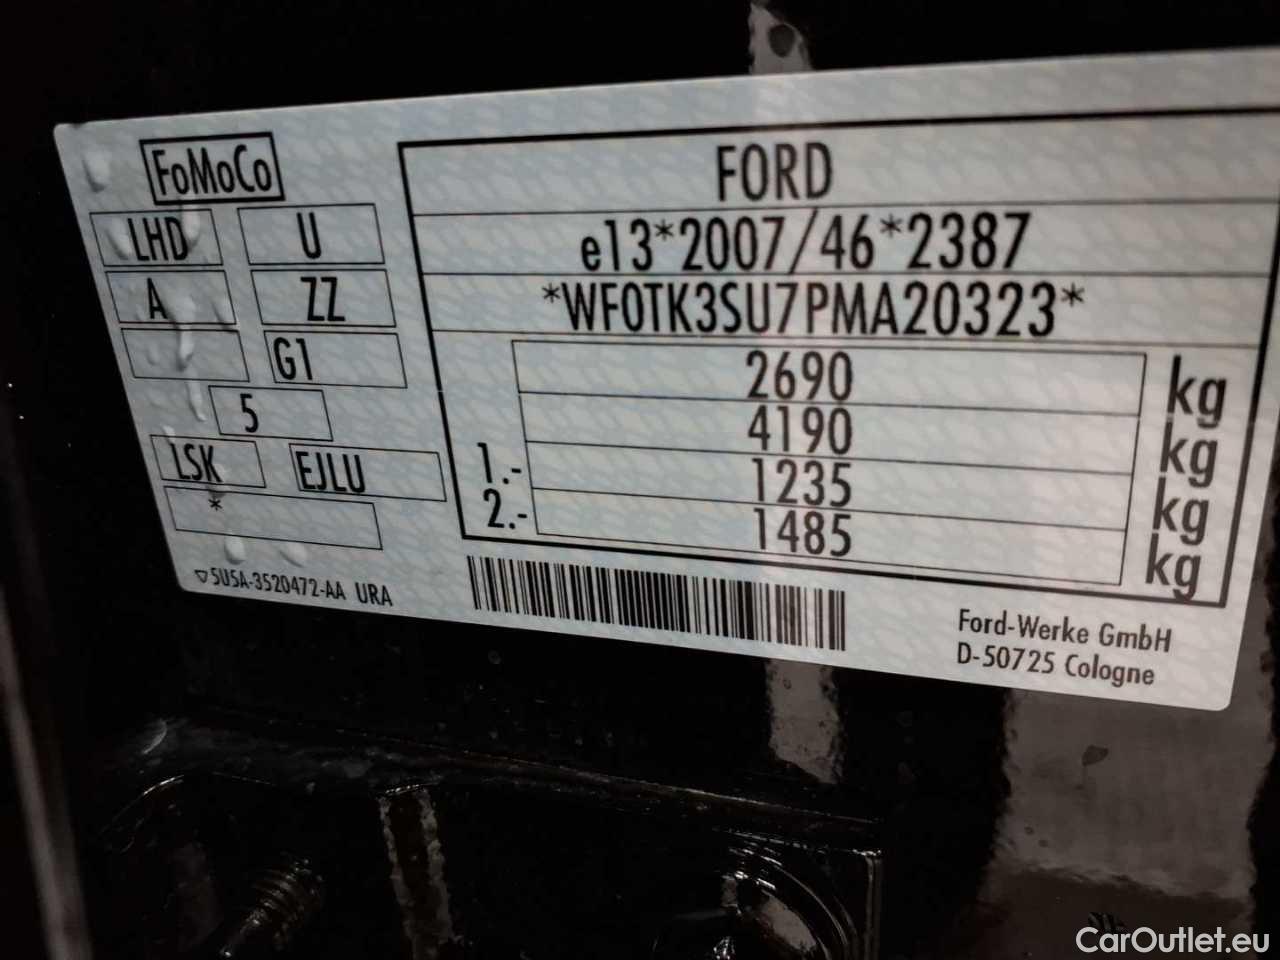 FoMoCo
LHD U
A ZZ
G1
5
1SK EJLU
*
▽5U5A-3520472-AA URA
FORD
e13*2007/46*2387
*WF0TK3SU7PMA20323*
2690 kg
4190 kg
1.- 1235 kg
2.- 1485 kg
Ford-Werke GmbH
D-50725 Cologne
CarOutlet.eu